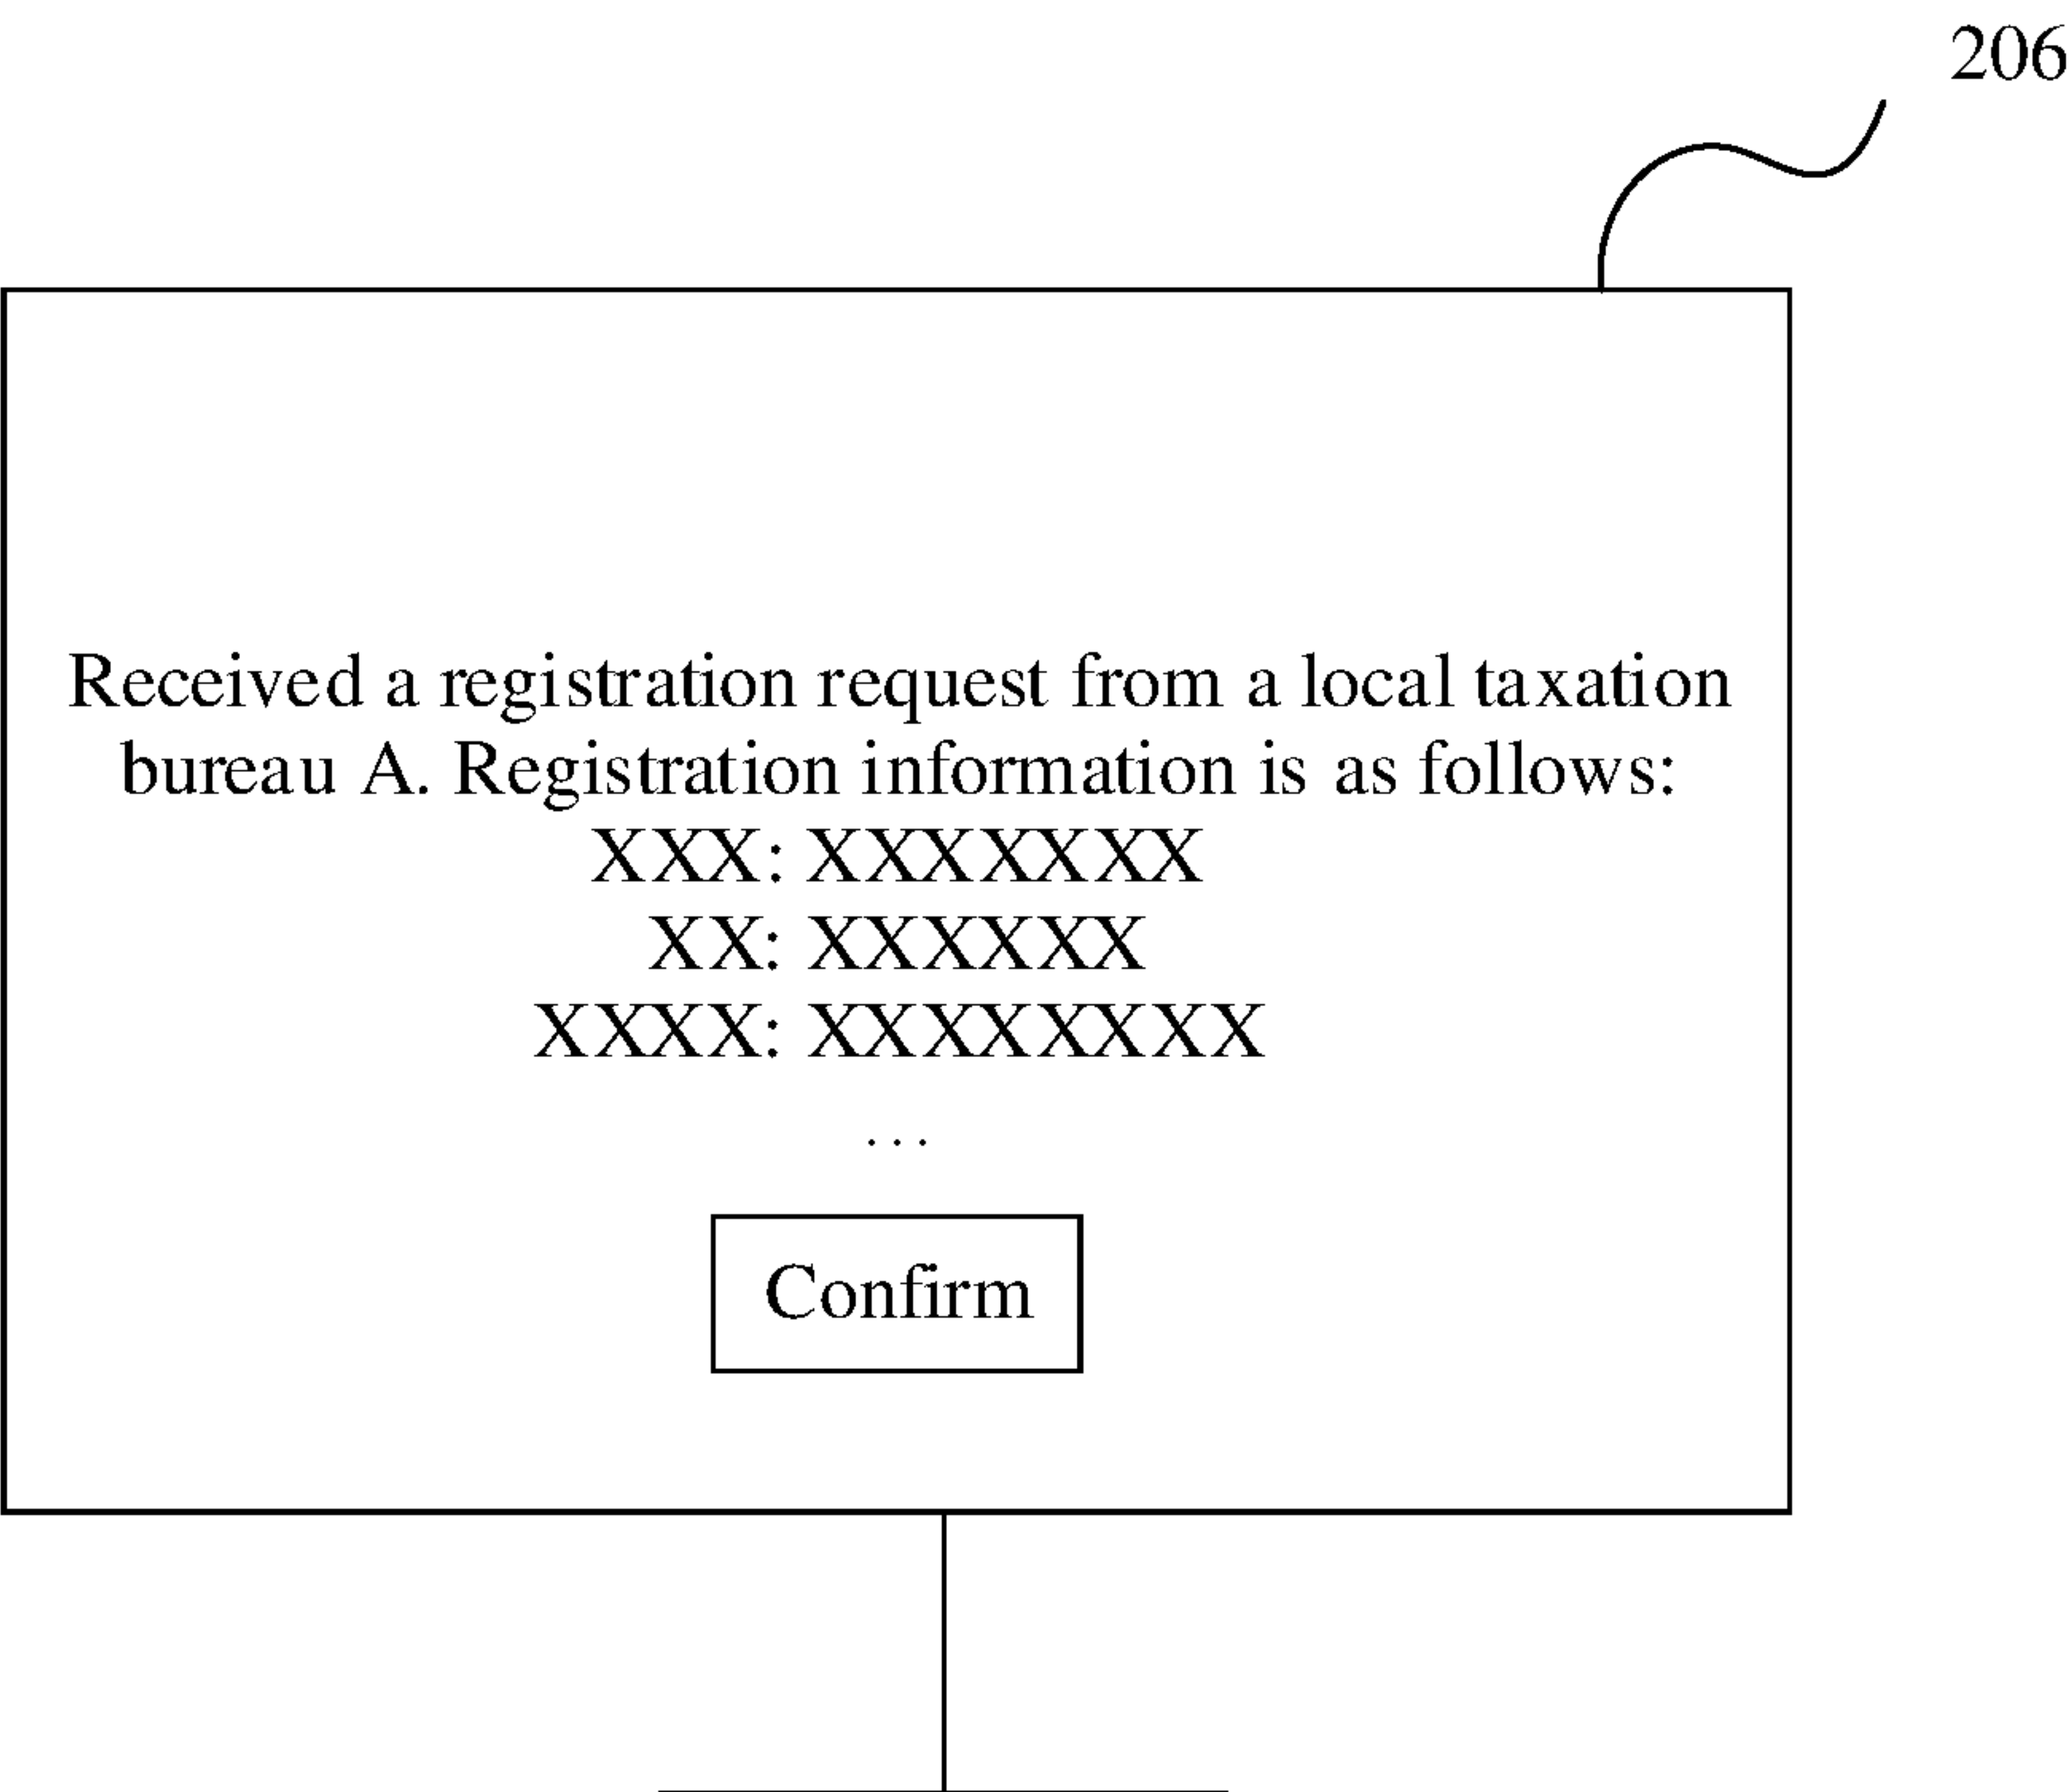 206
Received a registration request from a local taxation
bureau A. Registration information is as follows:
XXX: XXXXXXX
XX: XXXXXX
XXXX: XXXXXXXX
...
Confirm